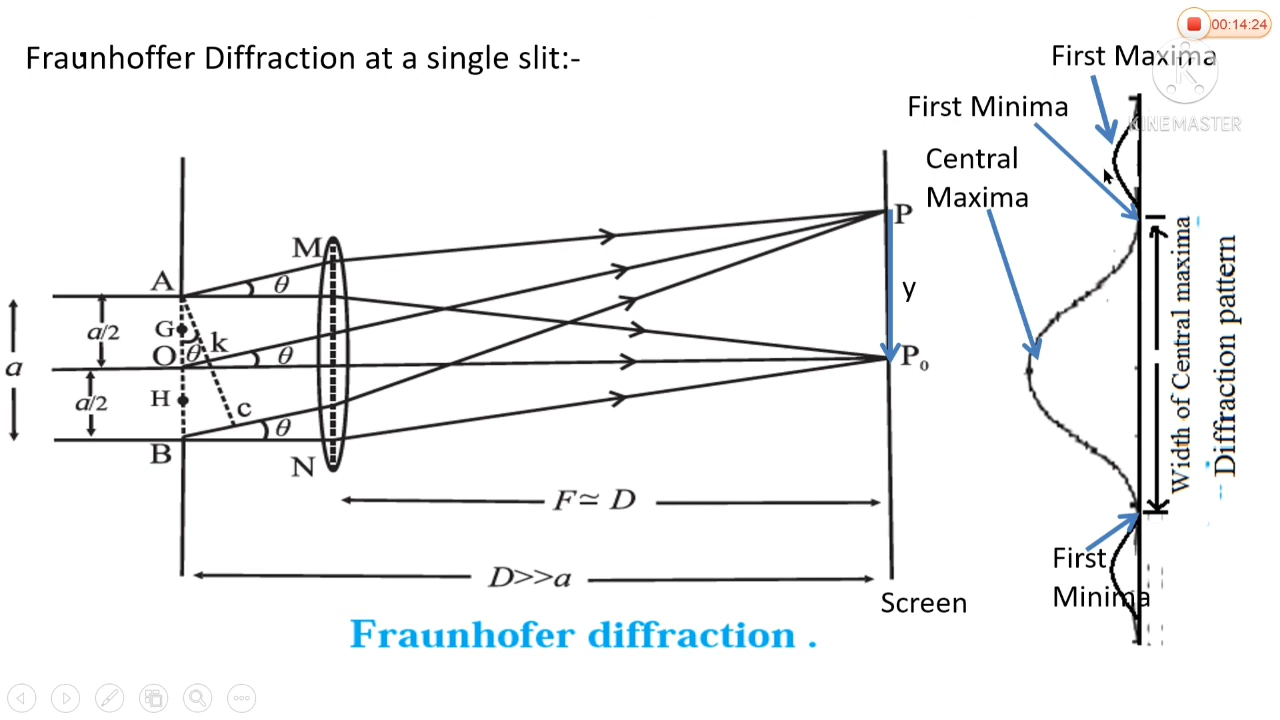 00:14:24
Fraunhoffer Diffraction at a single slit:-
First Maxima
KINEMASTER
First Minima
Central
Maxima
P
M
A
θ
y
a/2
G
k
a
O
θ
θ
P₀
a/2
H
c
θ
B
N
F≃ D
D>>a
Screen
First
Minima
Width of Central maxima
Diffraction pattern
Fraunhofer diffraction .